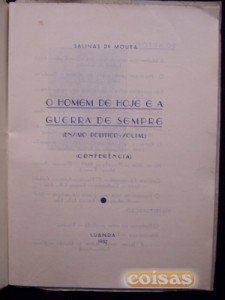 SALINAS DE MOURA
O HOMEM DE HOJE E A
GUERRA DE SEMPRE
(ENSAIO POLITICO-SOCIAL)
(CONFERÊNCIA)
LUANDA
coisas